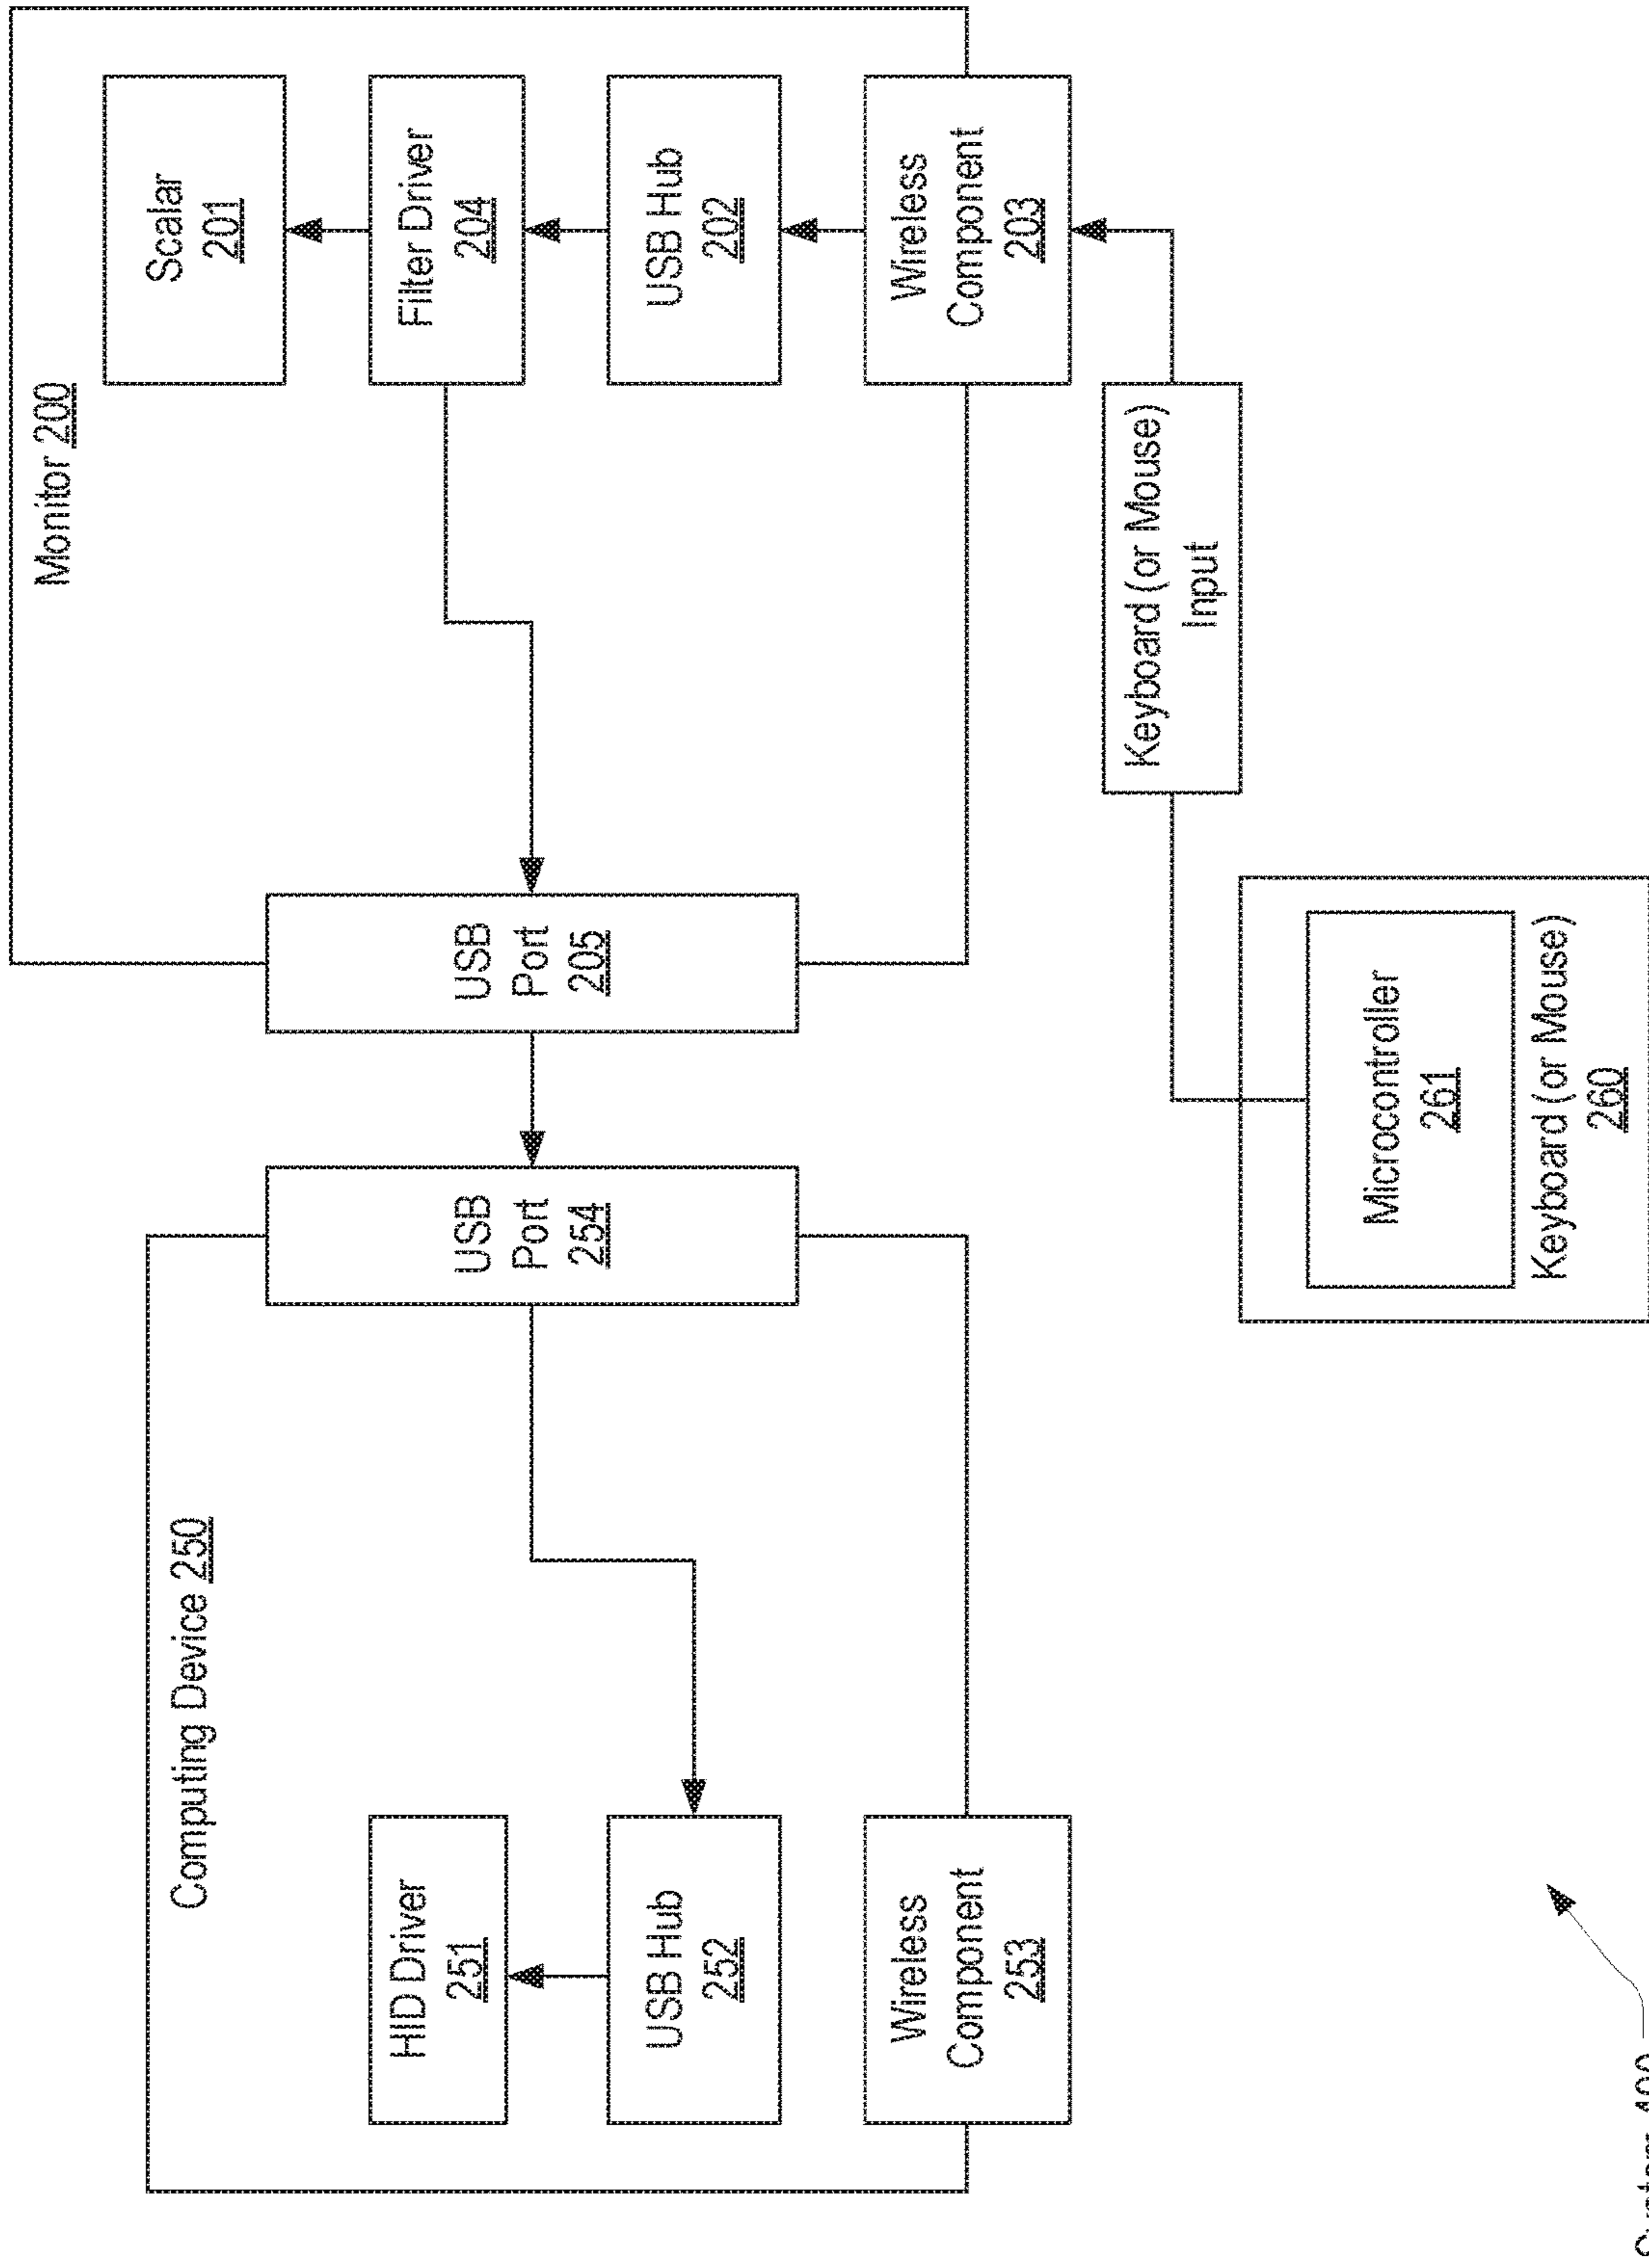 Monitor 200
Scalar
201
Filter Driver
204
USB Hub
202
Wireless
Component
203
USB
Port
205
Computing Device 250
USB
Port
254
HID Driver
251
USB Hub
252
Wireless
Component
253
Keyboard (or Mouse)
Input
Microcontroller
261
Keyboard (or Mouse)
260
System